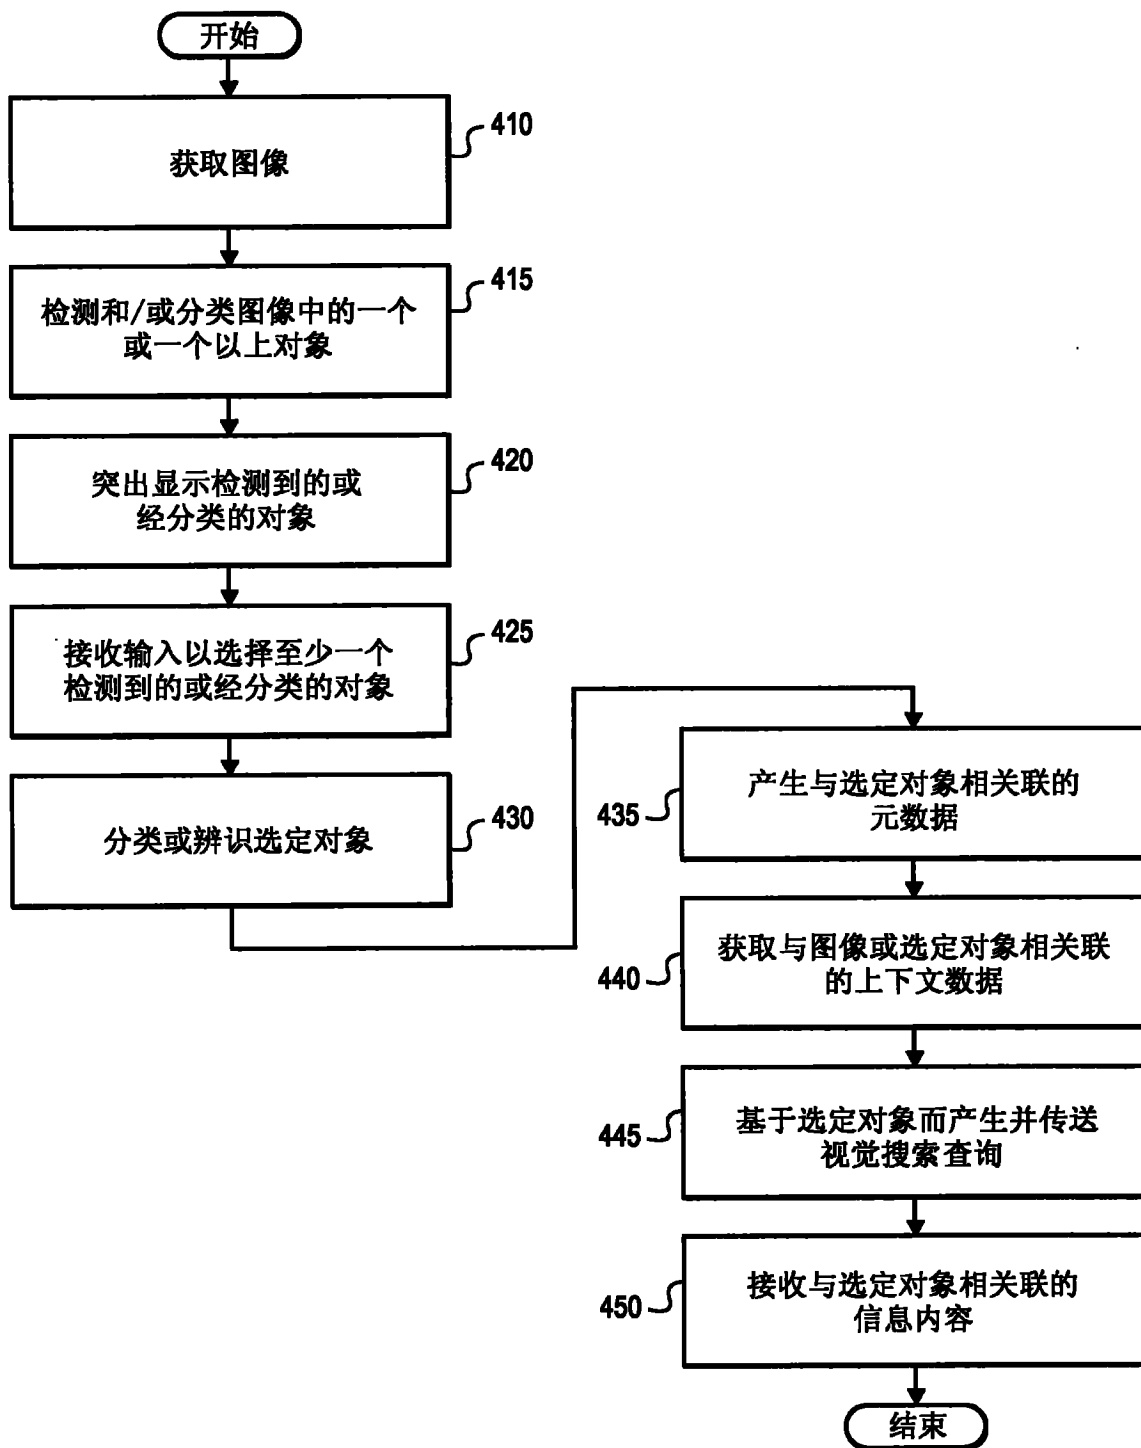 开始
获取图像
410
检测和/或分类图像中的一个
或一个以上对象
415
突出显示检测到的或
经分类的对象
420
接收输入以选择至少一个
检测到的或经分类的对象
425
分类或辨识选定对象
430
产生与选定对象相关联的
元数据
435
获取与图像或选定对象相关联
的上下文数据
440
基于选定对象而产生并传送
视觉搜索查询
445
接收与选定对象相关联的
信息内容
450
结束